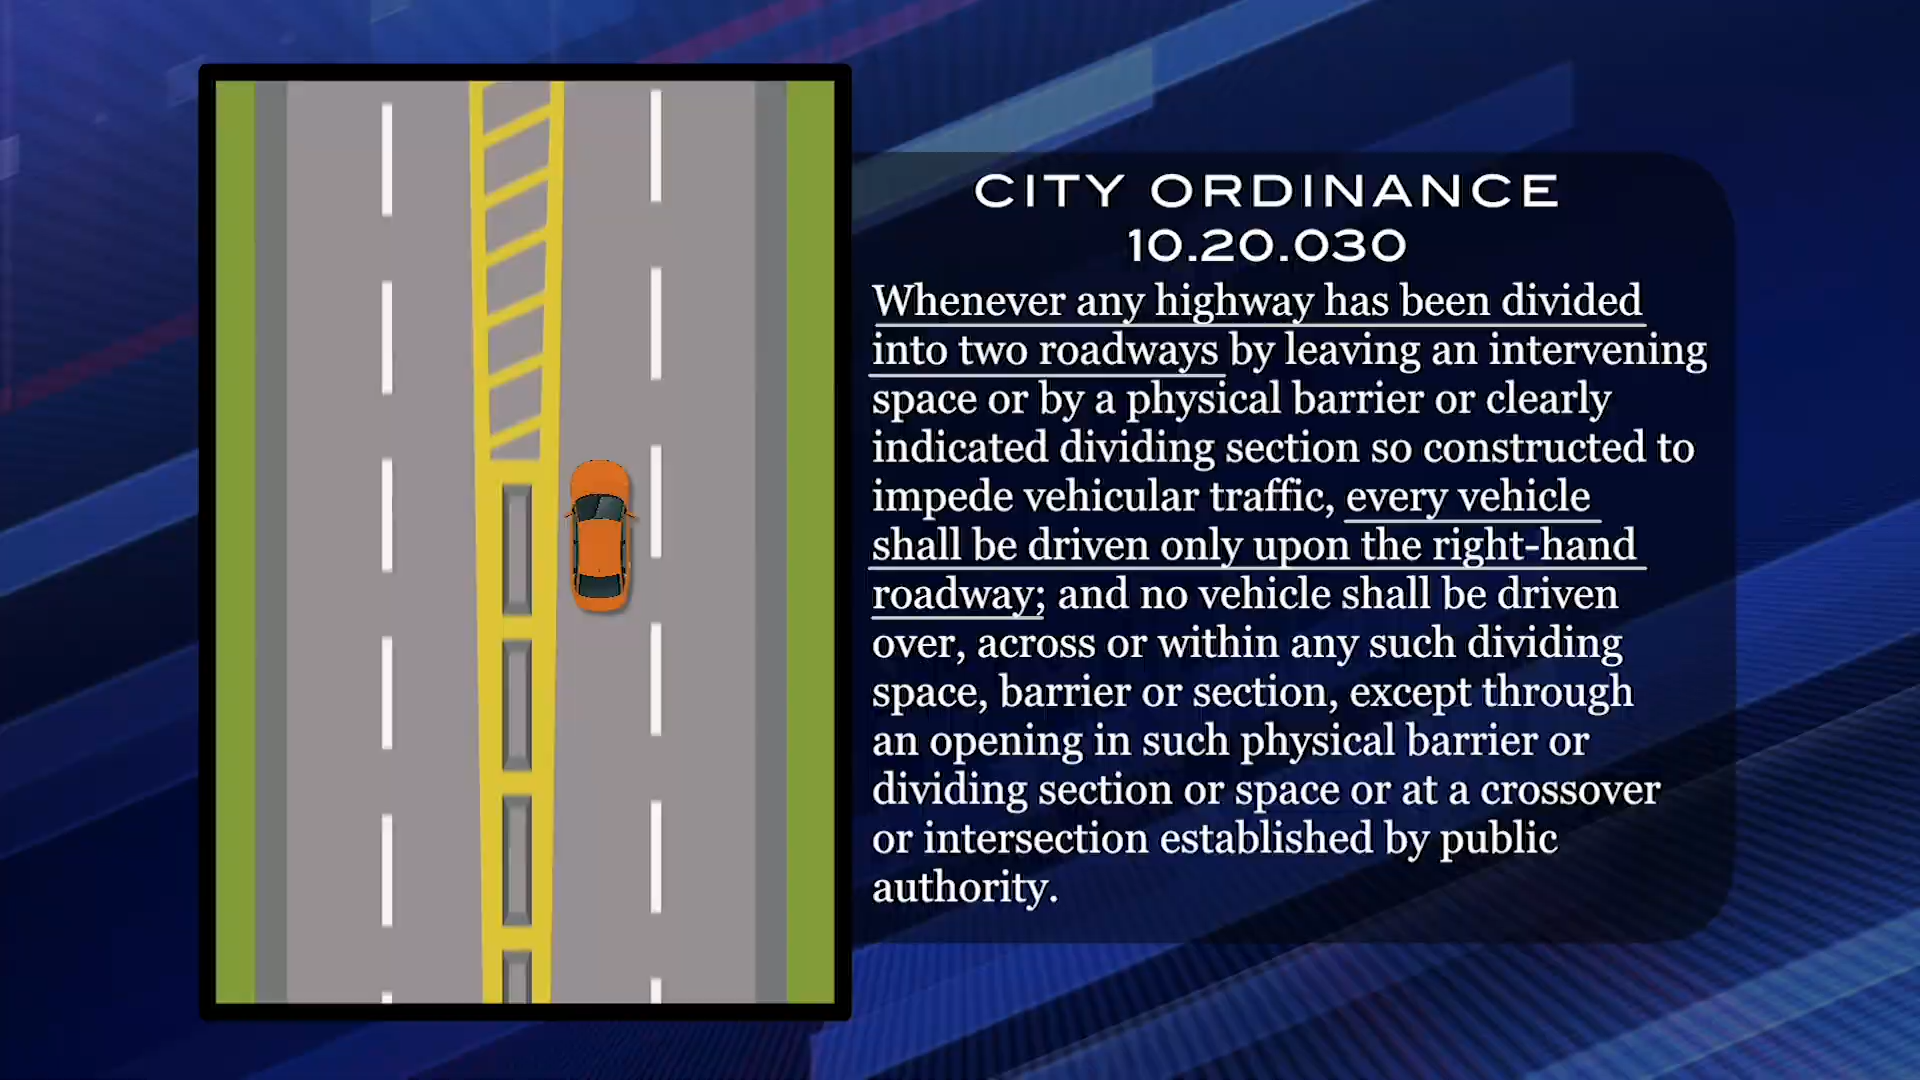 CITY ORDINANCE
10.20.030
Whenever any highway has been divided
into two roadways by leaving an intervening
space or by a physical barrier or clearly
indicated dividing section so constructed to
impede vehicular traffic, every vehicle
shall be driven only upon the right-hand
roadway; and no vehicle shall be driven
over, across or within any such dividing
space, barrier or section, except through
an opening in such physical barrier or
dividing section or space or at a crossover
or intersection established by public
authority.